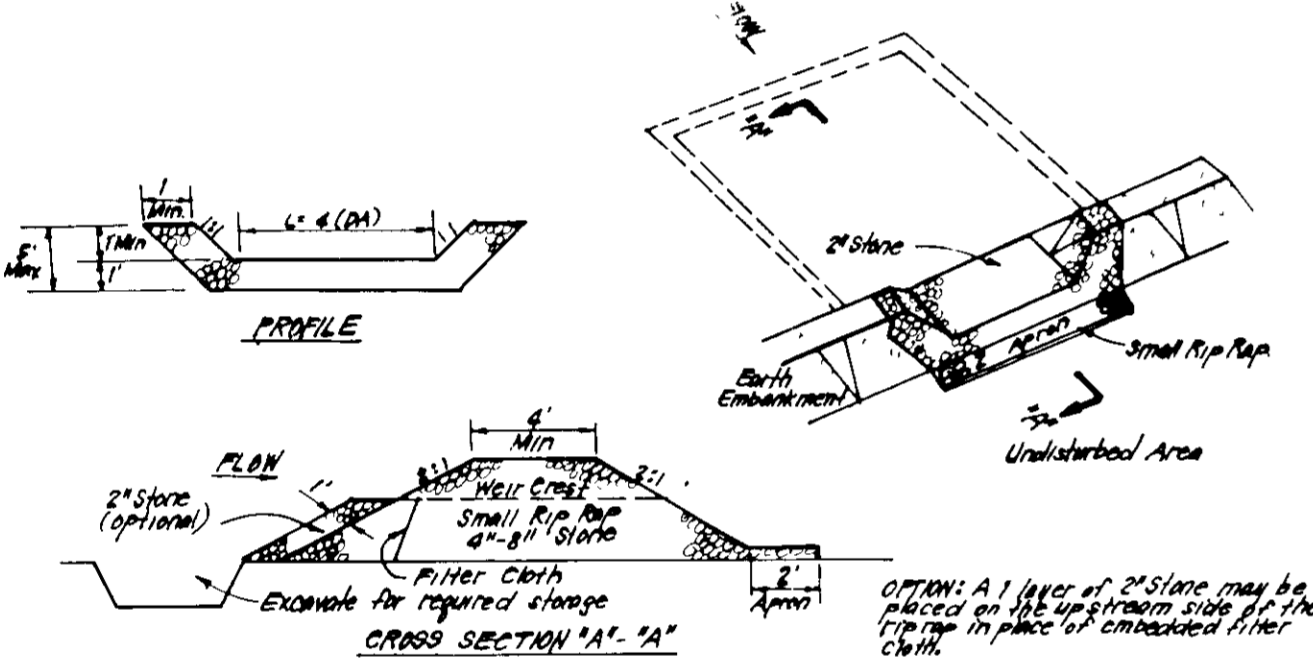 FLOW
1
Min.
1:1
L= 4 (DA)
1:1
1' Min
5'
Max
1'
PROFILE
2" Stone
Apron
Small Rip Rap
Earth
Embankment
Undisturbed Area
4'
Min
FLOW
2" Stone
(optional)
1'
2:1
Weir Crest
Small Rip Rap
4"-8" Stone
Filter Cloth
Excavate for required storage
2'
Apron
CROSS SECTION "A"-"A"
OPTION: A 1 layer of 2" Stone may be
placed on the upstream side of the
rip rap in place of embedded filter
cloth.